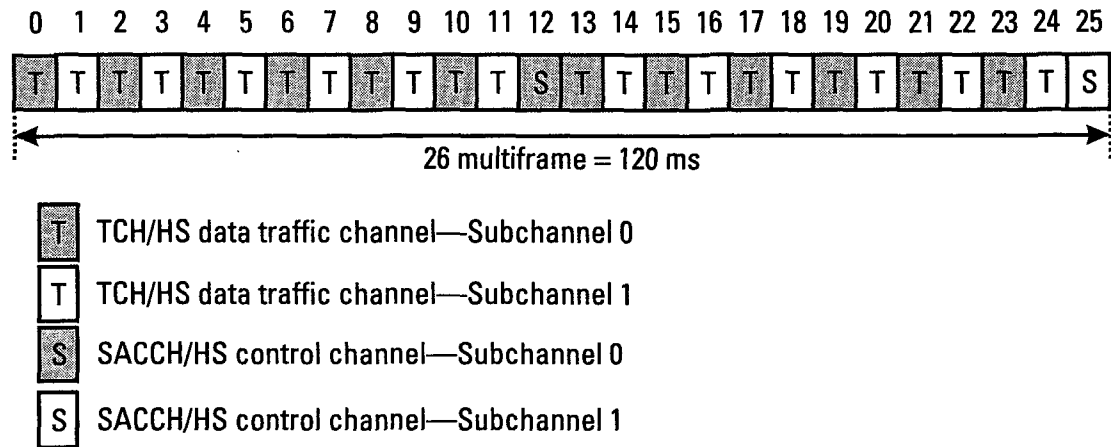 0 1 2 3 4 5 6 7 8 9 10 11 12 13 14 15 16 17 18 19 20 21 22 23 24 25
T T T T T T T T T T T T S T T T T T T T T T T T T S
26 multiframe = 120 ms
T TCH/HS data traffic channel—Subchannel 0
T TCH/HS data traffic channel—Subchannel 1
S SACCH/HS control channel—Subchannel 0
S SACCH/HS control channel—Subchannel 1